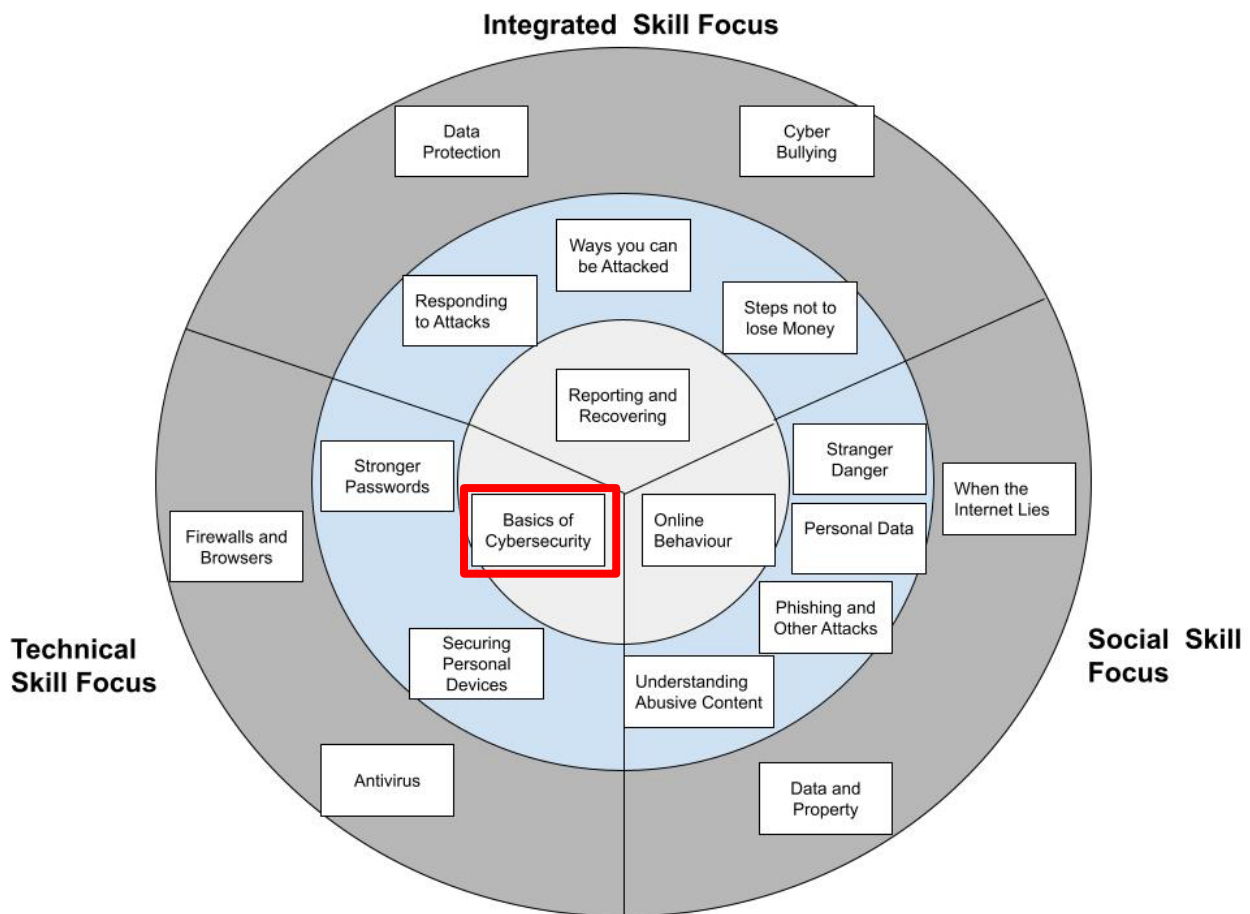 Integrated Skill Focus
Data
Protection
Cyber
Bullying
Ways you can
be Attacked
Responding
to Attacks
Steps not to
lose Money
Reporting and
Recovering
Stronger
Passwords
Stranger
Danger
When the
Internet Lies
Firewalls and
Browsers
Basics of
Cybersecurity
Online
Behaviour
Personal Data
Phishing and
Other Attacks
Technical
Skill Focus
Securing
Personal
Devices
Understanding
Abusive Content
Social Skill
Focus
Antivirus
Data and
Property